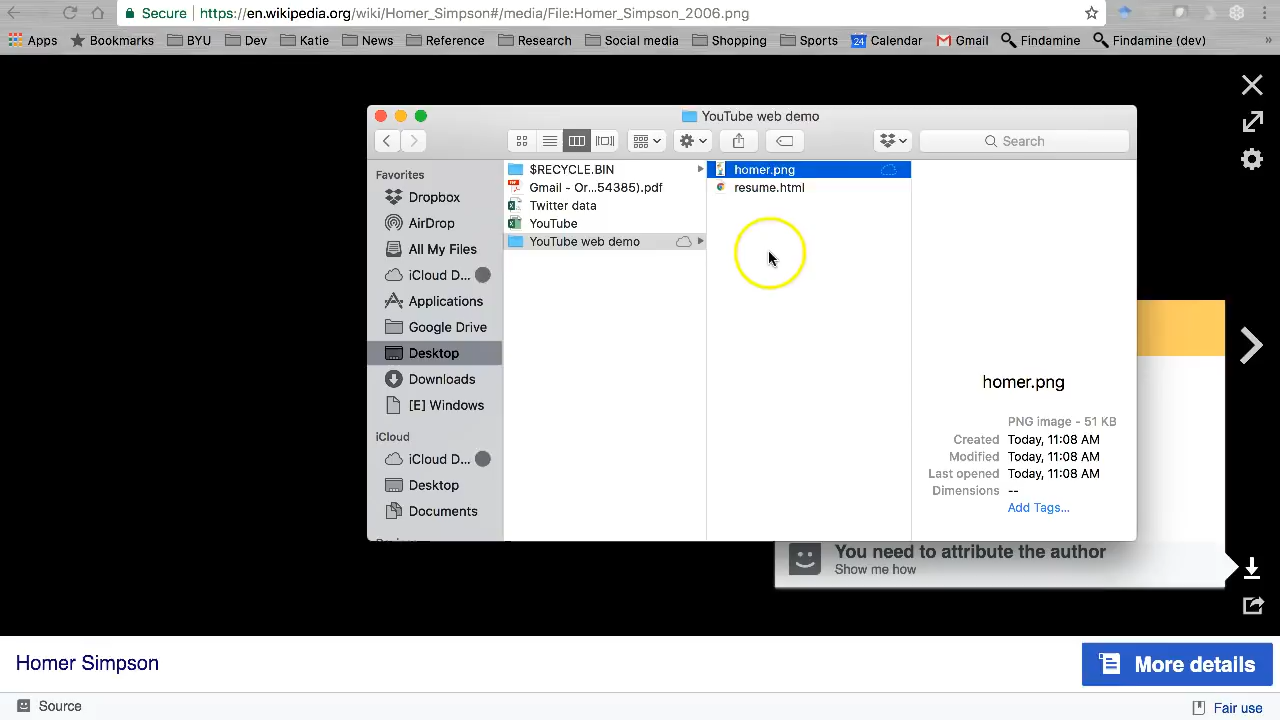 Secure
https://en.wikipedia.org/wiki/Homer_Simpson#/media/File:Homer_Simpson_2006.png
Apps Bookmarks BYU Dev Katie News Reference Research Social media Shopping Sports 24 Calendar Gmail Findamine Findamine (dev) »
YouTube web demo
Search
Favorites
Dropbox
AirDrop
All My Files
iCloud D...
Applications
Google Drive
Desktop
Downloads
[E] Windows
iCloud
iCloud D...
Desktop
Documents
$RECYCLE.BIN
Gmail - Or...54385).pdf
Twitter data
YouTube
YouTube web demo
homer.png
resume.html
homer.png
PNG image - 51 KB
Created Today, 11:08 AM
Modified Today, 11:08 AM
Last opened Today, 11:08 AM
Dimensions --
Add Tags...
You need to attribute the author
Show me how
Homer Simpson
More details
Source
Fair use